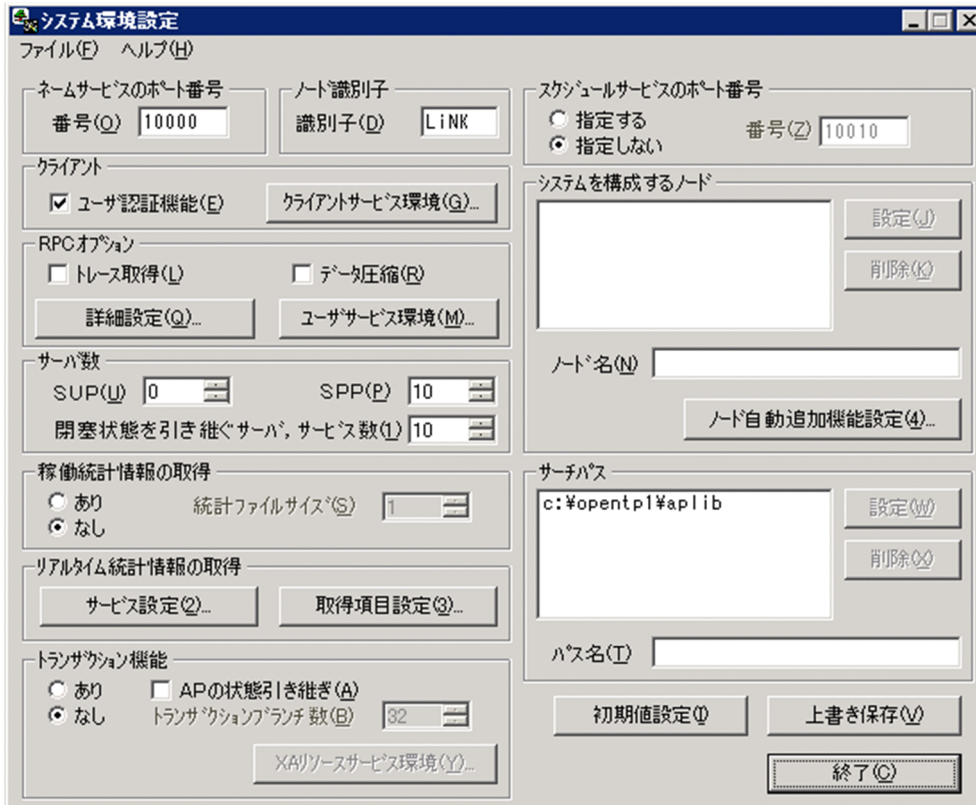 システム環境設定
ファイル(F) ヘルプ(H)
ネームサービスのポート番号
番号(O) 10000
ノード識別子
識別子(D) LiNK
クライアント
ユーザ認証機能(E) クライアントサービス環境(G)...
RPCオプション
トレース取得(L) データ圧縮(R)
詳細設定(Q)... ユーザサービス環境(M)...
サーバ数
SUP(U) 0 SPP(P) 10
閉塞状態を引き継ぐサーバ,サービス数(1) 10
稼働統計情報の取得
あり 統計ファイルサイズ(S) 1
なし
リアルタイム統計情報の取得
サービス設定(2)... 取得項目設定(3)...
トランザクション機能
あり APの状態引き継ぎ(A)
なし トランザクションブランチ数(B) 32
XAリソースサービス環境(Y)...
スケジュールサービスのポート番号
指定する 番号(Z) 10010
指定しない
システムを構成するノード
設定(J)
削除(K)
ノード名(N)
ノード自動追加機能設定(4)...
サーチパス
c:¥opentp1¥aplib
設定(W)
削除(X)
パス名(T)
初期値設定(I) 上書き保存(V)
終了(C)